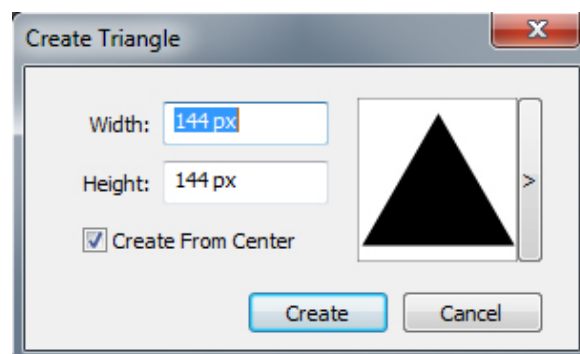 Create Triangle
Width: 144 px
Height: 144 px
Create From Center
Create Cancel